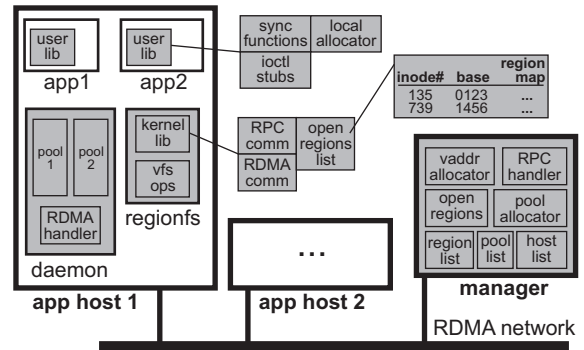 user lib
app1
user lib
app2
sync functions
local allocator
ioctl stubs
region
inode# base map
135 0123 ...
739 1456 ...
pool 1
pool 2
RDMA handler
daemon
kernel lib
vfs ops
regionfs
RPC comm
open regions list
RDMA comm
app host 1
...
app host 2
vaddr allocator
RPC handler
open regions
pool allocator
region list
pool list
host list
manager
RDMA network